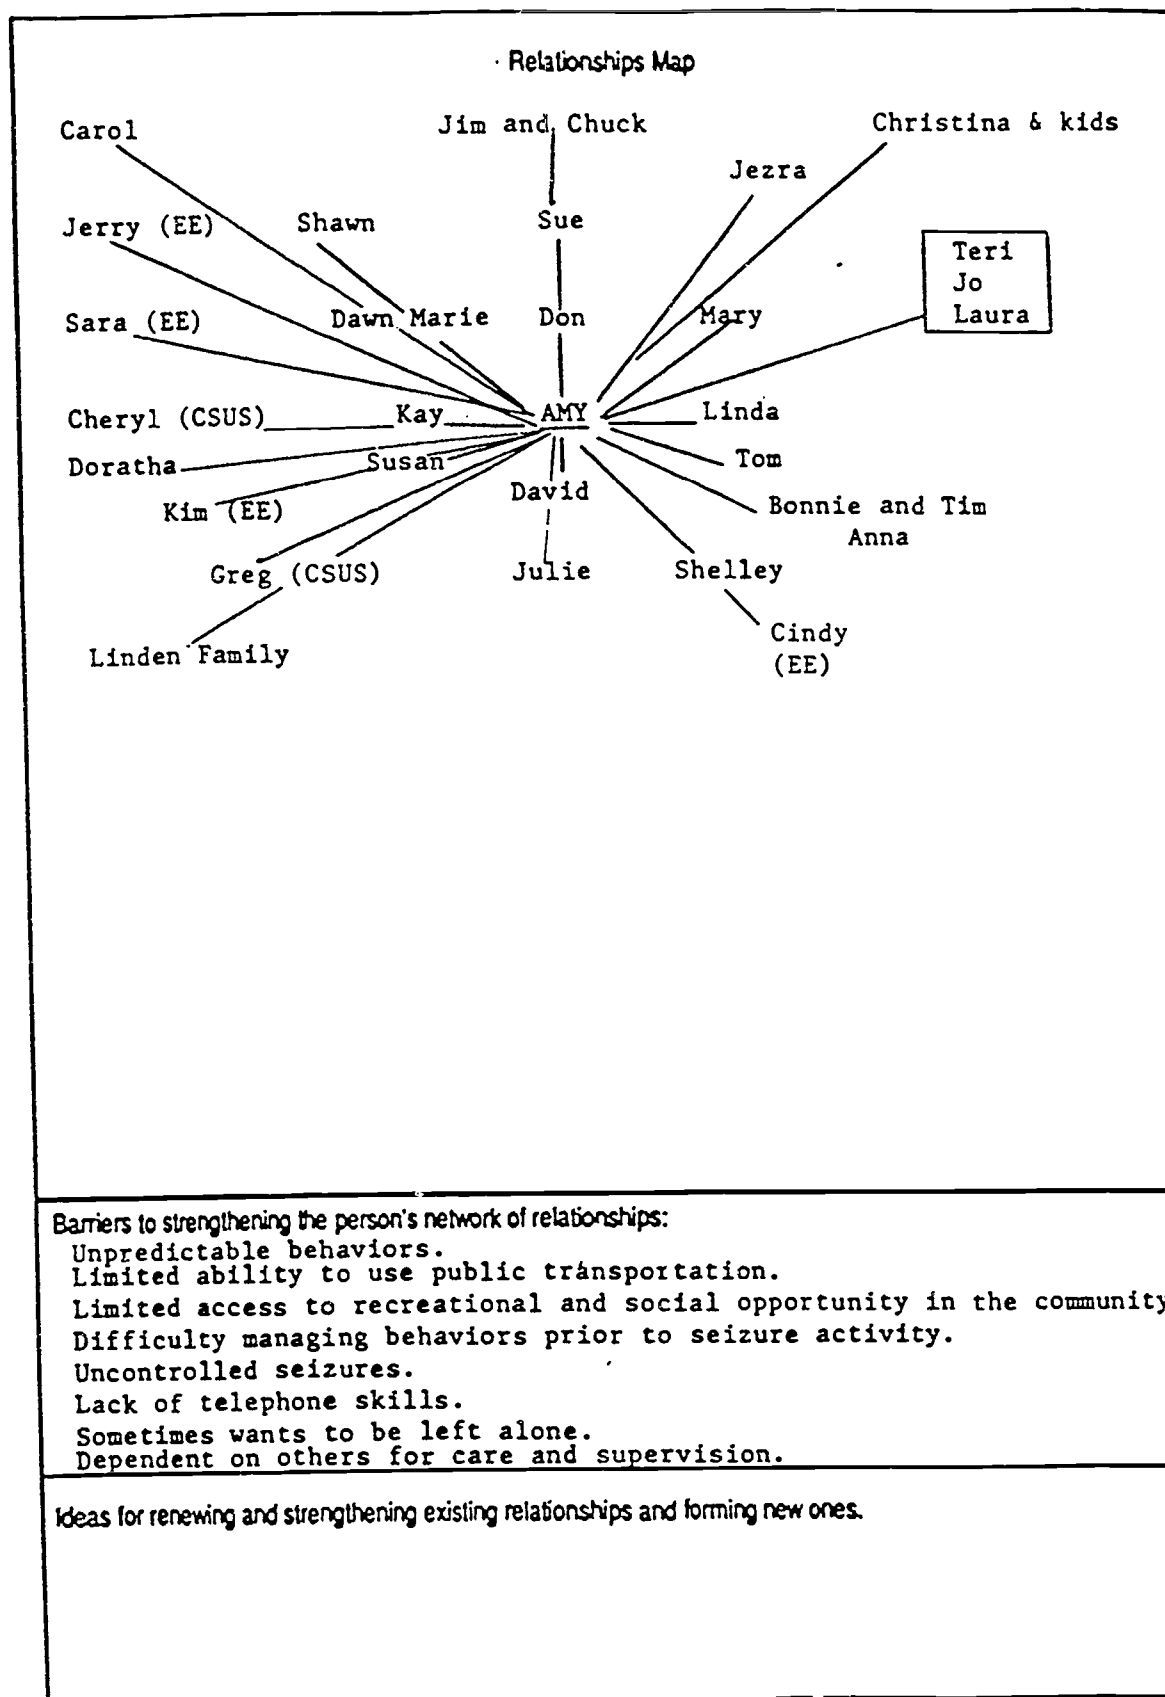 Relationships Map
Carol
Jim and Chuck
Christina & kids
Jezra
Jerry (EE)
Shawn
Sue
Teri
Jo
Laura
Sara (EE)
Dawn Marie
Don
Mary
Cheryl (CSUS)
Kay
AMY
Linda
Doratha
Susan
Tom
Kim (EE)
David
Bonnie and Tim
Anna
Greg (CSUS)
Julie
Shelley
Linden Family
Cindy
(EE)
Barriers to strengthening the person's network of relationships:
Unpredictable behaviors.
Limited ability to use public transportation.
Limited access to recreational and social opportunity in the community
Difficulty managing behaviors prior to seizure activity.
Uncontrolled seizures.
Lack of telephone skills.
Sometimes wants to be left alone.
Dependent on others for care and supervision.
Ideas for renewing and strengthening existing relationships and forming new ones.